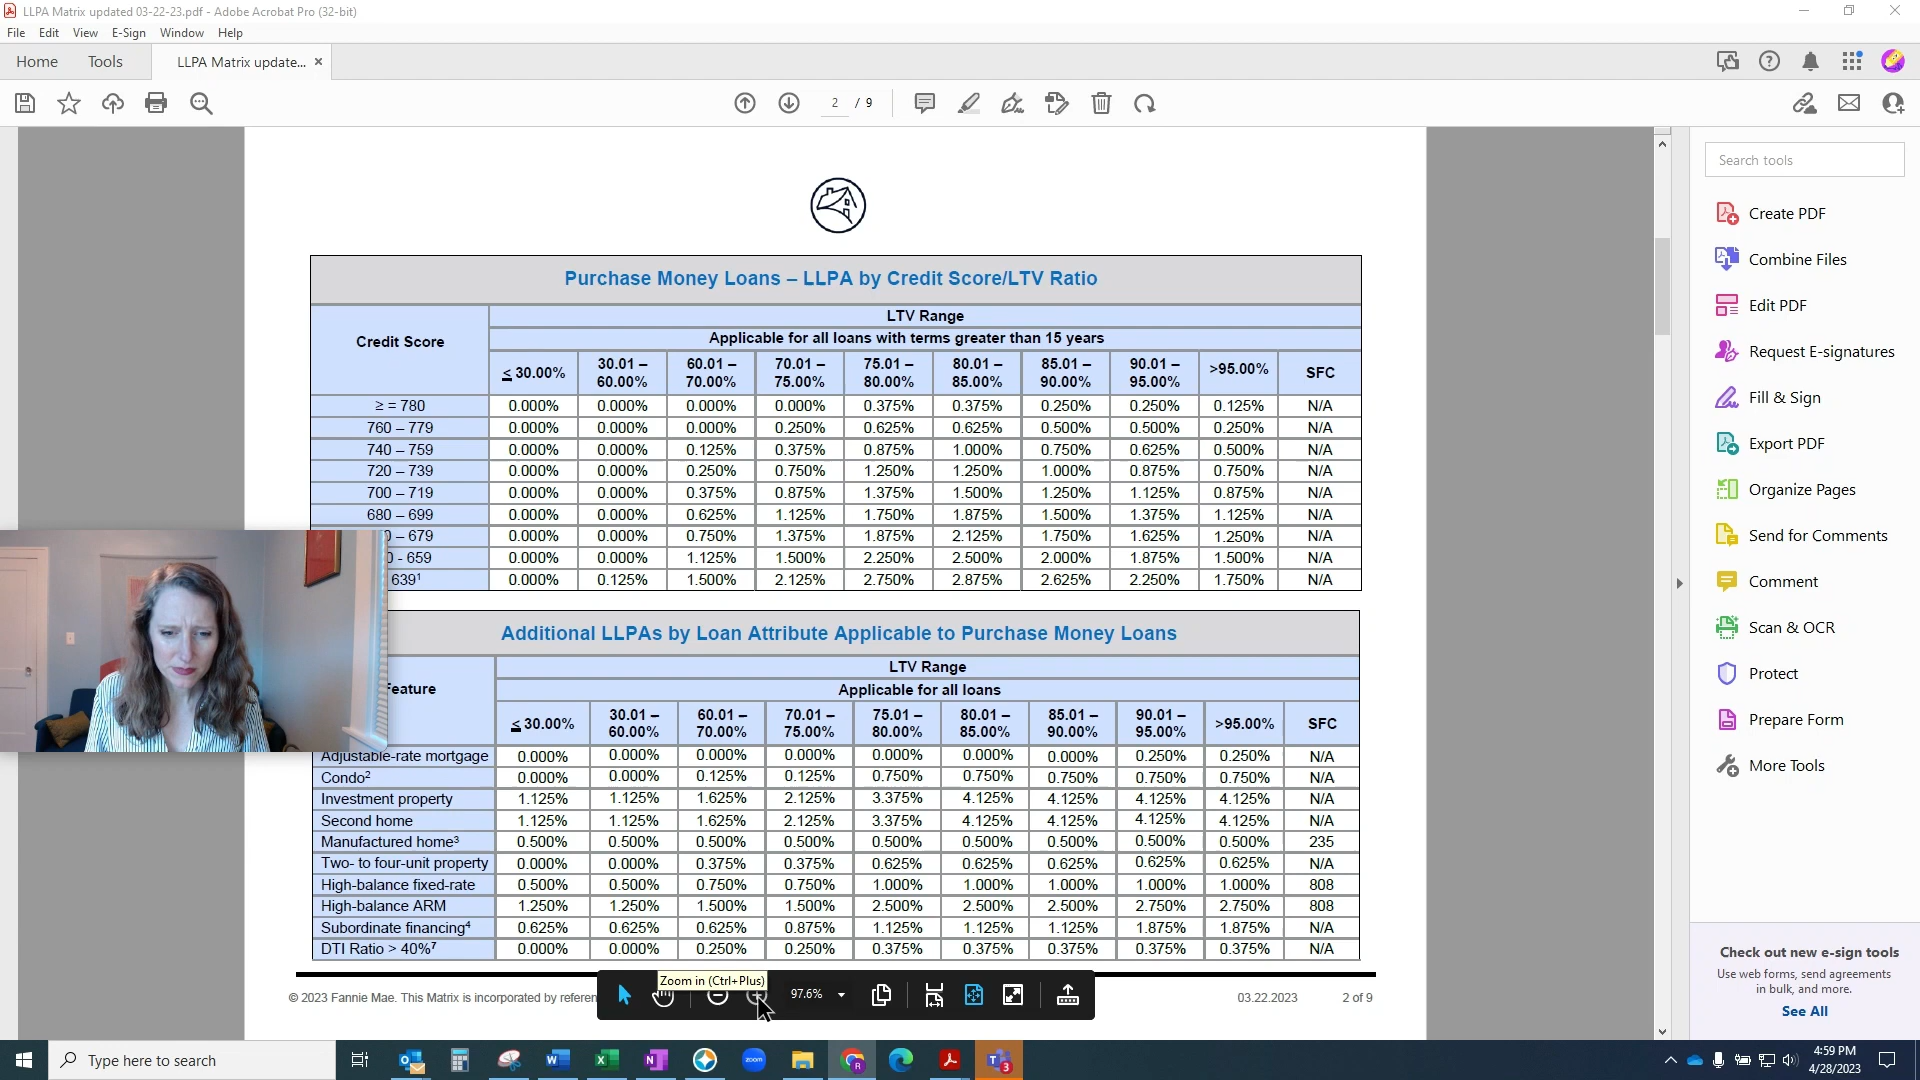 LLPA Matrix updated 03-22-23.pdf - Adobe Acrobat Pro (32-bit)
File Edit View E-Sign Window Help
Home Tools LLPA Matrix update... ×
2 / 9
Purchase Money Loans – LLPA by Credit Score/LTV Ratio
Credit Score LTV Range
Applicable for all loans with terms greater than 15 years
≤ 30.00% 30.01 – 60.00% 60.01 – 70.00% 70.01 – 75.00% 75.01 – 80.00% 80.01 – 85.00% 85.01 – 90.00% 90.01 – 95.00% >95.00% SFC
≥ = 780 0.000% 0.000% 0.000% 0.000% 0.375% 0.375% 0.250% 0.250% 0.125% N/A
760 – 779 0.000% 0.000% 0.000% 0.250% 0.625% 0.625% 0.500% 0.500% 0.250% N/A
740 – 759 0.000% 0.000% 0.125% 0.375% 0.875% 1.000% 0.750% 0.625% 0.500% N/A
720 – 739 0.000% 0.000% 0.250% 0.750% 1.250% 1.250% 1.000% 0.875% 0.750% N/A
700 – 719 0.000% 0.000% 0.375% 0.875% 1.375% 1.500% 1.250% 1.125% 0.875% N/A
680 – 699 0.000% 0.000% 0.625% 1.125% 1.750% 1.875% 1.500% 1.375% 1.125% N/A
– 679 0.000% 0.000% 0.750% 1.375% 1.875% 2.125% 1.750% 1.625% 1.250% N/A
- 659 0.000% 0.000% 1.125% 1.500% 2.250% 2.500% 2.000% 1.875% 1.500% N/A
639¹ 0.000% 0.125% 1.500% 2.125% 2.750% 2.875% 2.625% 2.250% 1.750% N/A
Additional LLPAs by Loan Attribute Applicable to Purchase Money Loans
Feature LTV Range
Applicable for all loans
≤ 30.00% 30.01 – 60.00% 60.01 – 70.00% 70.01 – 75.00% 75.01 – 80.00% 80.01 – 85.00% 85.01 – 90.00% 90.01 – 95.00% >95.00% SFC
Adjustable-rate mortgage 0.000% 0.000% 0.000% 0.000% 0.000% 0.000% 0.000% 0.250% 0.250% N/A
Condo² 0.000% 0.000% 0.125% 0.125% 0.750% 0.750% 0.750% 0.750% 0.750% N/A
Investment property 1.125% 1.125% 1.625% 2.125% 3.375% 4.125% 4.125% 4.125% 4.125% N/A
Second home 1.125% 1.125% 1.625% 2.125% 3.375% 4.125% 4.125% 4.125% 4.125% N/A
Manufactured home³ 0.500% 0.500% 0.500% 0.500% 0.500% 0.500% 0.500% 0.500% 0.500% 235
Two- to four-unit property 0.000% 0.000% 0.375% 0.375% 0.625% 0.625% 0.625% 0.625% 0.625% N/A
High-balance fixed-rate 0.500% 0.500% 0.750% 0.750% 1.000% 1.000% 1.000% 1.000% 1.000% 808
High-balance ARM 1.250% 1.250% 1.500% 1.500% 2.500% 2.500% 2.500% 2.750% 2.750% 808
Subordinate financing⁴ 0.625% 0.625% 0.625% 0.875% 1.125% 1.125% 1.125% 1.875% 1.875% N/A
DTI Ratio > 40%⁷ 0.000% 0.000% 0.250% 0.250% 0.375% 0.375% 0.375% 0.375% 0.375% N/A
Zoom in (Ctrl+Plus)
97.6%
© 2023 Fannie Mae. This Matrix is incorporated by referen
03.22.2023 2 of 9
Search tools
Create PDF
Combine Files
Edit PDF
Request E-signatures
Fill & Sign
Export PDF
Organize Pages
Send for Comments
Comment
Scan & OCR
Protect
Prepare Form
More Tools
Check out new e-sign tools
Use web forms, send agreements
in bulk, and more.
See All
Type here to search
zoom
R
3
4:59 PM
4/28/2023